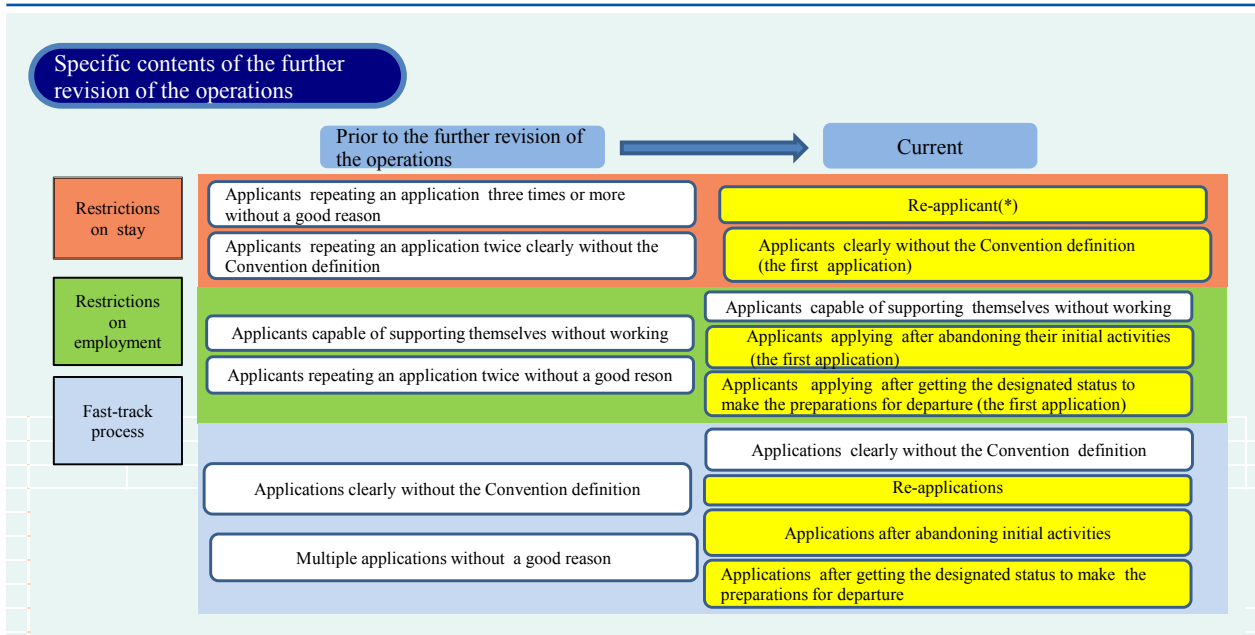 Specific contents of the further
revision of the operations
Prior to the further revision of
the operations
Current
Restrictions
on stay
Applicants repeating an application three times or more
without a good reason
Applicants repeating an application twice clearly without the
Convention definition
Re-applicant(*)
Applicants clearly without the Convention definition
(the first application)
Restrictions
on
employment
Applicants capable of supporting themselves without working
Applicants repeating an application twice without a good reson
Applicants capable of supporting themselves without working
Applicants applying after abandoning their initial activities
(the first application)
Applicants applying after getting the designated status to
make the preparations for departure (the first application)
Fast-track
process
Applications clearly without the Convention definition
Multiple applications without a good reason
Applications clearly without the Convention definition
Re-applications
Applications after abandoning initial activities
Applications after getting the designated status to make the
preparations for departure